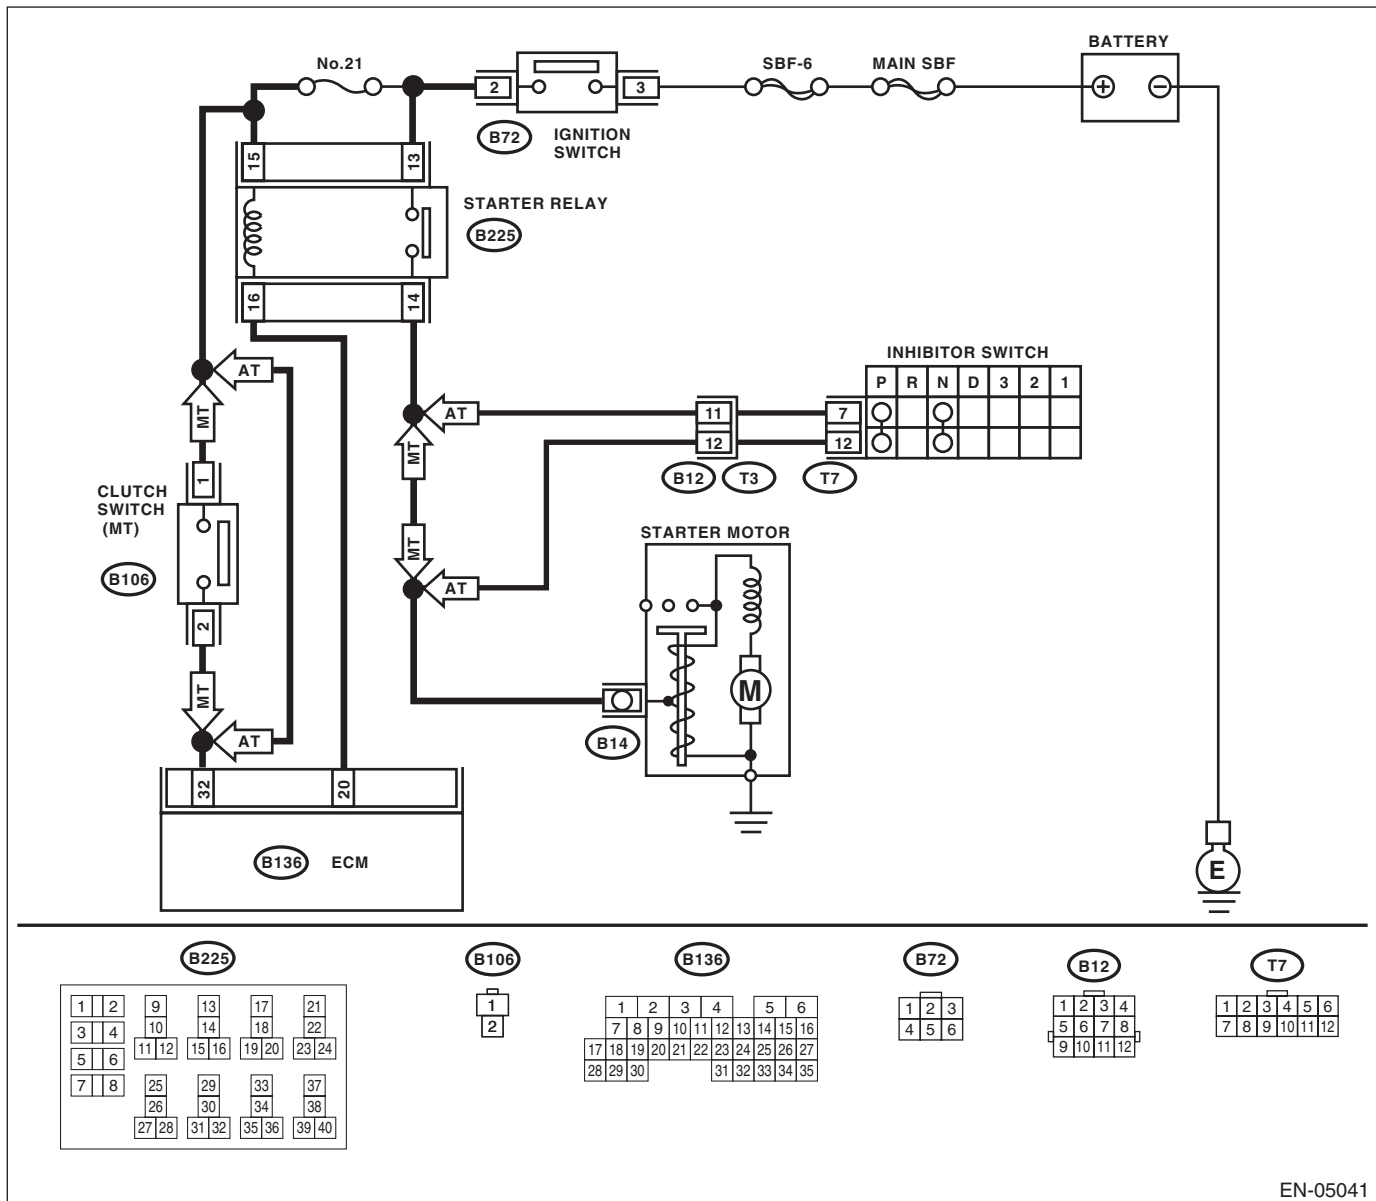 BATTERY
No.21
SBF-6
MAIN SBF
2
3
+
−
B72
IGNITION
SWITCH
15
13
STARTER RELAY
B225
16
14
INHIBITOR SWITCH
P R N D 3 2 1
AT
MT
AT
11
7
MT
12
12
B12
T3
T7
1
CLUTCH
SWITCH
(MT)
B106
STARTER MOTOR
MT
AT
2
MT
M
AT
B14
32
20
B136 ECM
E
B225
B106
B136
B72
B12
T7
1 2
3 4
5 6
7 8
9
10
11 12
13
14
15 16
17
18
19 20
21
22
23 24
25
26
27 28
29
30
31 32
33
34
35 36
37
38
39 40
1
2
1 2 3 4 5 6
7 8 9 10 11 12 13 14 15 16
17 18 19 20 21 22 23 24 25 26 27
28 29 30 31 32 33 34 35
1 2 3
4 5 6
1 2 3 4
5 6 7 8
9 10 11 12
1 2 3 4 5 6
7 8 9 10 11 12
EN-05041